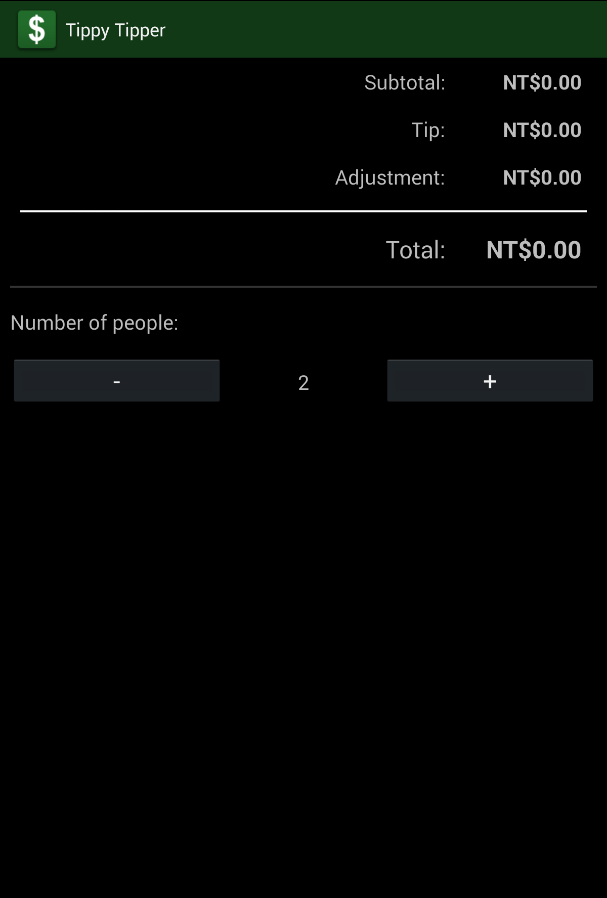 $ Tippy Tipper
Subtotal: NT$0.00
Tip: NT$0.00
Adjustment: NT$0.00
Total: NT$0.00
Number of people:
- 2 +